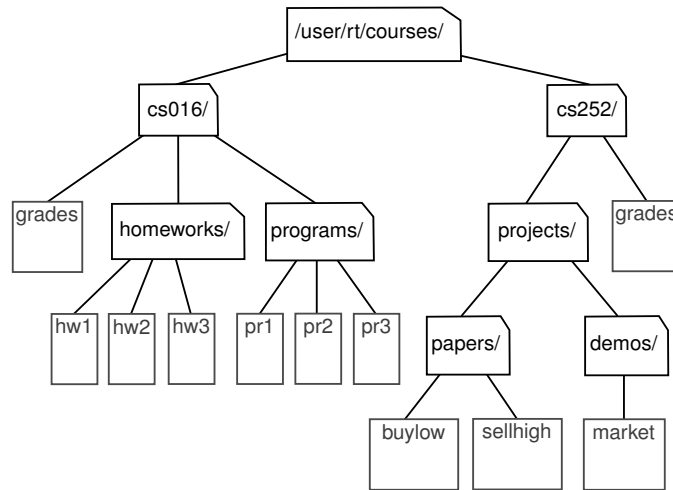 /user/rt/courses/
cs016/
cs252/
grades
homeworks/
programs/
projects/
grades
hw1
hw2
hw3
pr1
pr2
pr3
papers/
demos/
buylow
sellhigh
market